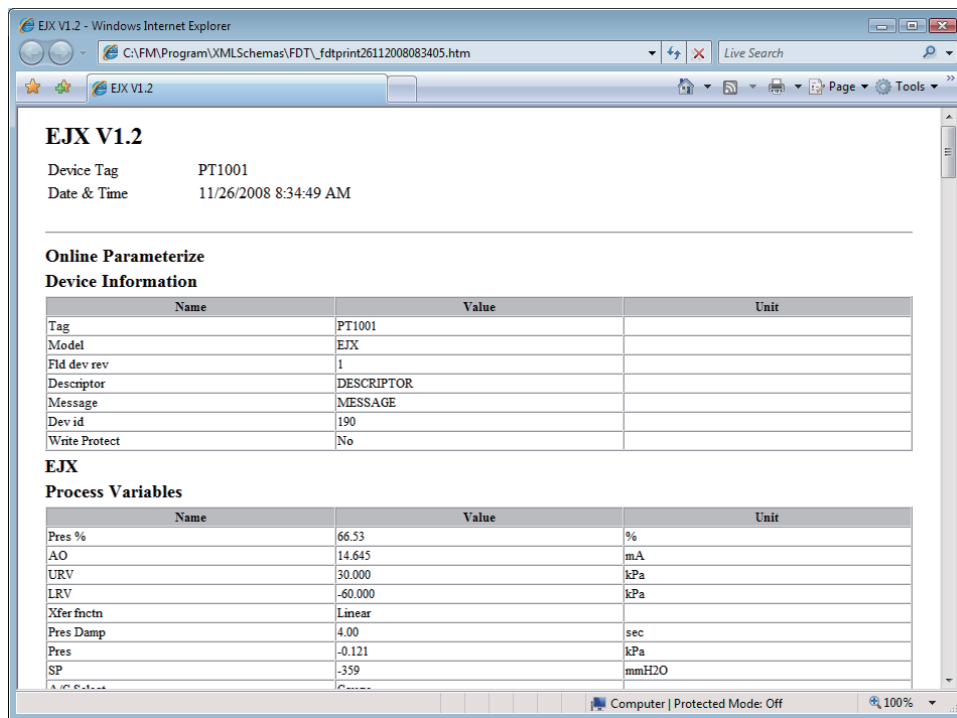 EJX V1.2 - Windows Internet Explorer
C:\FM\Program\XMLSchemas\FDT\_fdtprint26112008083405.htm Live Search
EJX V1.2 Page Tools »
EJX V1.2
Device Tag PT1001
Date & Time 11/26/2008 8:34:49 AM
Online Parameterize
Device Information
Name Value Unit
Tag PT1001
Model EJX
Fld dev rev 1
Descriptor DESCRIPTOR
Message MESSAGE
Dev id 190
Write Protect No
EJX
Process Variables
Name Value Unit
Pres % 66.53 %
AO 14.645 mA
URV 30.000 kPa
LRV -60.000 kPa
Xfer fnctn Linear
Pres Damp 4.00 sec
Pres -0.121 kPa
SP -359 mmH2O
A/G Select Gauge
Computer | Protected Mode: Off 100%